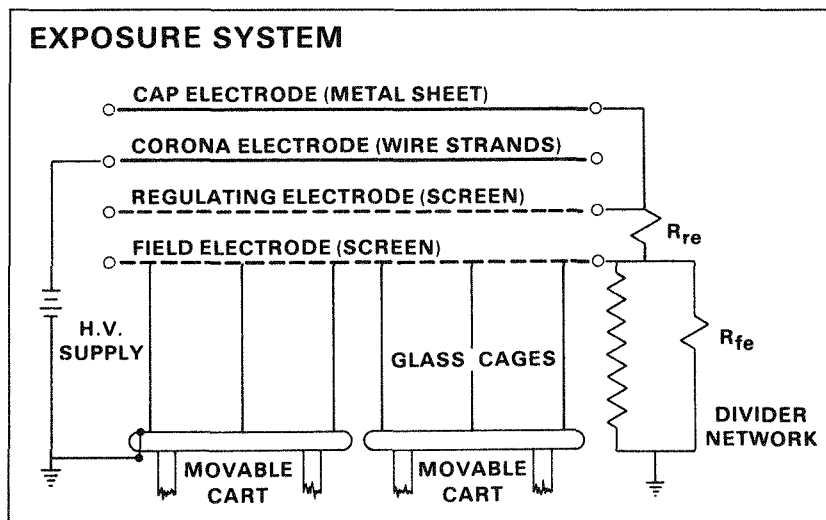 EXPOSURE SYSTEM
CAP ELECTRODE (METAL SHEET)
CORONA ELECTRODE (WIRE STRANDS)
REGULATING ELECTRODE (SCREEN)
Rre
FIELD ELECTRODE (SCREEN)
H.V.
SUPPLY
GLASS CAGES
Rfe
DIVIDER
NETWORK
MOVABLE
CART
MOVABLE
CART